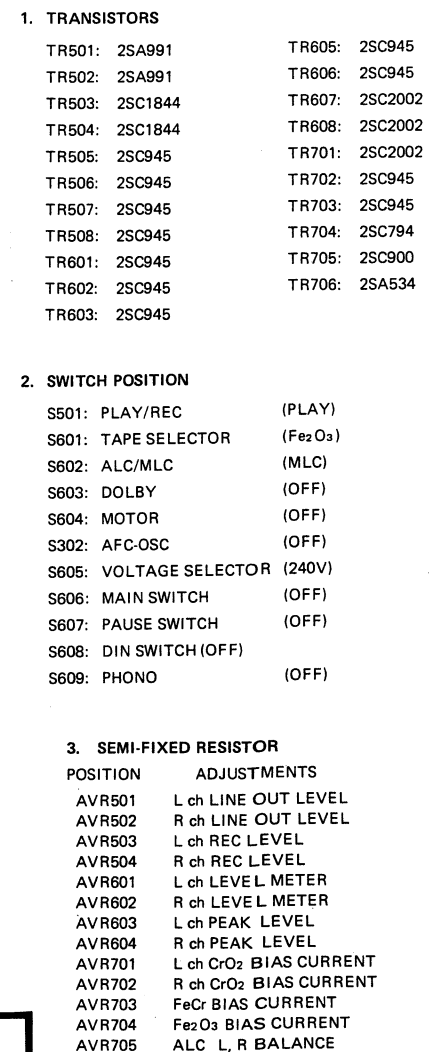 1. TRANSISTORS
TR501: 2SA991
TR502: 2SA991
TR503: 2SC1844
TR504: 2SC1844
TR505: 2SC945
TR506: 2SC945
TR507: 2SC945
TR508: 2SC945
TR601: 2SC945
TR602: 2SC945
TR603: 2SC945
TR605: 2SC945
TR606: 2SC945
TR607: 2SC2002
TR608: 2SC2002
TR701: 2SC2002
TR702: 2SC945
TR703: 2SC945
TR704: 2SC794
TR705: 2SC900
TR706: 2SA534
2. SWITCH POSITION
S501: PLAY/REC (PLAY)
S601: TAPE SELECTOR (Fe₂O₃)
S602: ALC/MLC (MLC)
S603: DOLBY (OFF)
S604: MOTOR (OFF)
S302: AFC-OSC (OFF)
S605: VOLTAGE SELECTOR (240V)
S606: MAIN SWITCH (OFF)
S607: PAUSE SWITCH (OFF)
S608: DIN SWITCH (OFF)
S609: PHONO (OFF)
3. SEMI-FIXED RESISTOR
POSITION ADJUSTMENTS
AVR501 L ch LINE OUT LEVEL
AVR502 R ch LINE OUT LEVEL
AVR503 L ch REC LEVEL
AVR504 R ch REC LEVEL
AVR601 L ch LEVEL METER
AVR602 R ch LEVEL METER
AVR603 L ch PEAK LEVEL
AVR604 R ch PEAK LEVEL
AVR701 L ch CrO₂ BIAS CURRENT
AVR702 R ch CrO₂ BIAS CURRENT
AVR703 FeCr BIAS CURRENT
AVR704 Fe₂O₃ BIAS CURRENT
AVR705 ALC L, R BALANCE